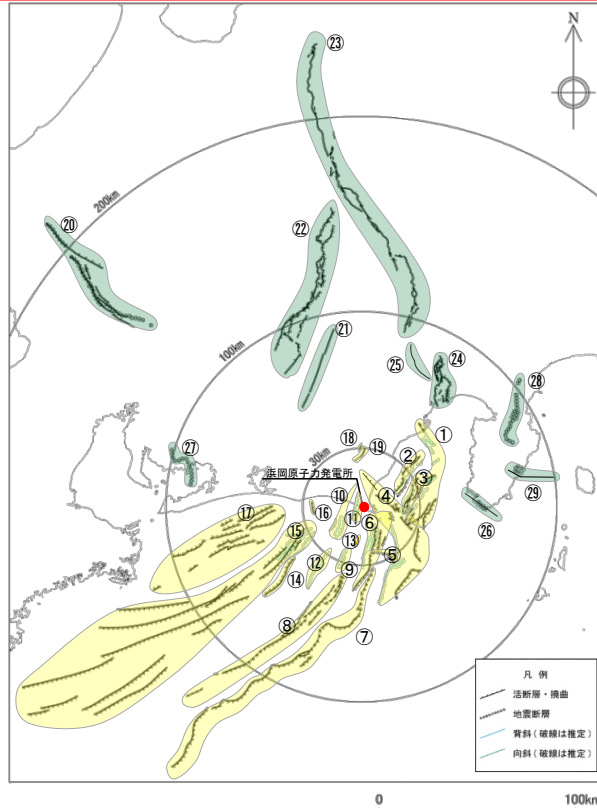 N
㉓
200km
⑳
㉒
㉑
100km
㉕
㉔
㉘
①
⑱
⑲
30km
②
㉗
浜岡原子力発電所
③
㉙
④
⑩
⑰
⑯
⑪
⑥
㉖
⑮
⑬
⑤
⑫
⑨
⑭
⑧
⑦
凡 例
活断層・撓曲
地震断層
背斜(破線は推定)
向斜(破線は推定)
0 100km